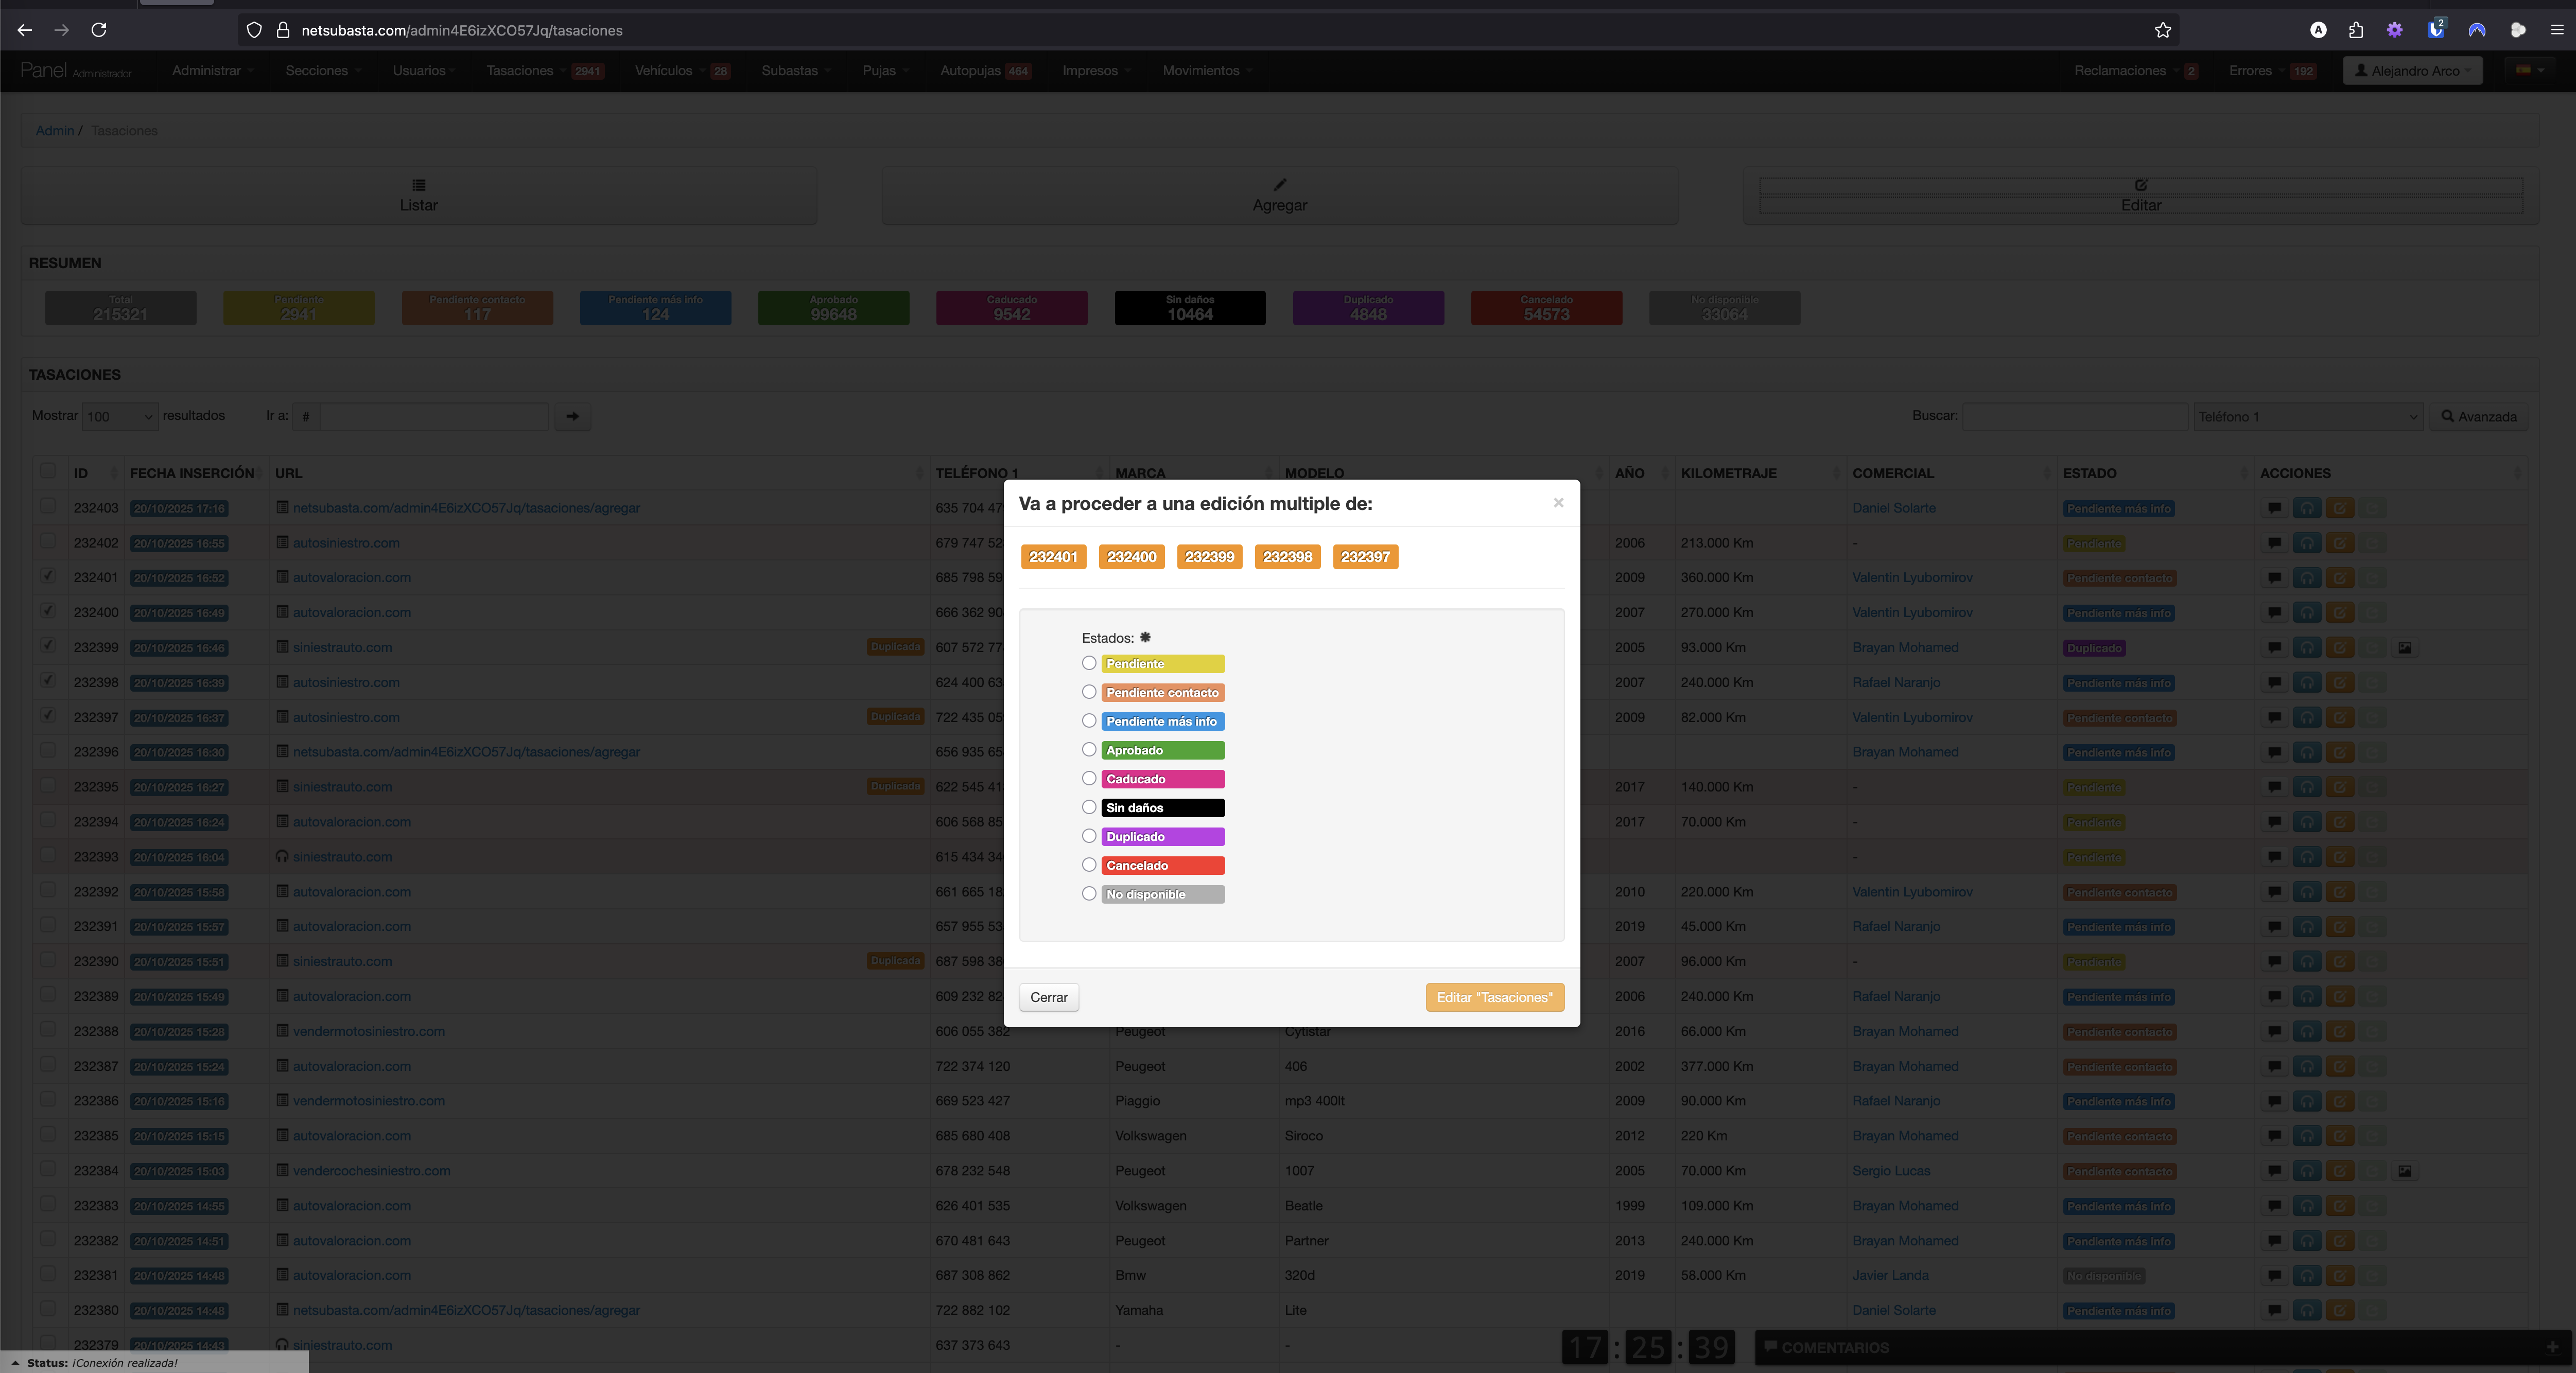 netsubasta.com/admin4E6izXCO57Jq/tasaciones
A
2
Panel Administrador
Administrar Secciones Usuarios Tasaciones 2941 Vehículos 28 Subastas Pujas Autopujas 464 Impresos Movimientos Reclamaciones 2 Errores 192 Alejandro Arco
Admin / Tasaciones
Listar Agregar Editar
RESUMEN
Total Pendiente Pendiente contacto Pendiente más info Aprobado Caducado Sin daños Duplicado Cancelado No disponible
215321 2941 117 124 99648 9542 10464 4848 54573 33064
TASACIONES
Mostrar 100 resultados Ir a: # Buscar: Teléfono 1 Avanzada
ID FECHA INSERCIÓN URL TELÉFONO 1 MARCA MODELO AÑO KILOMETRAJE COMERCIAL ESTADO ACCIONES
232403 20/10/2025 17:16 netsubasta.com/admin4E6izXCO57Jq/tasaciones/agregar 635 704 47 Daniel Solarte Pendiente más info
232402 20/10/2025 16:55 autosiniestro.com 679 747 52 2006 213.000 Km - Pendiente
232401 20/10/2025 16:52 autovaloracion.com 685 798 59 2009 360.000 Km Valentin Lyubomirov Pendiente contacto
232400 20/10/2025 16:49 autovaloracion.com 666 362 90 2007 270.000 Km Valentin Lyubomirov Pendiente más info
232399 20/10/2025 16:46 siniestrauto.com Duplicada 607 572 77 2005 93.000 Km Brayan Mohamed Duplicado
232398 20/10/2025 16:39 autosiniestro.com 624 400 63 2007 240.000 Km Rafael Naranjo Pendiente más info
232397 20/10/2025 16:37 autosiniestro.com Duplicada 722 435 05 2009 82.000 Km Valentin Lyubomirov Pendiente contacto
232396 20/10/2025 16:30 netsubasta.com/admin4E6izXCO57Jq/tasaciones/agregar 656 935 65 Brayan Mohamed Pendiente más info
232395 20/10/2025 16:27 siniestrauto.com Duplicada 622 545 41 2017 140.000 Km - Pendiente
232394 20/10/2025 16:24 autovaloracion.com 606 568 85 2017 70.000 Km - Pendiente
232393 20/10/2025 16:04 siniestrauto.com 615 434 34 - Pendiente
232392 20/10/2025 15:58 autovaloracion.com 661 665 18 2010 220.000 Km Valentin Lyubomirov Pendiente contacto
232391 20/10/2025 15:57 autovaloracion.com 657 955 53 2019 45.000 Km Rafael Naranjo Pendiente más info
232390 20/10/2025 15:51 siniestrauto.com Duplicada 687 598 38 2007 96.000 Km - Pendiente
232389 20/10/2025 15:49 autovaloracion.com 609 232 82 2006 240.000 Km Rafael Naranjo Pendiente más info
232388 20/10/2025 15:28 vendermotosiniestro.com 606 055 382 Peugeot Cytistar 2016 66.000 Km Brayan Mohamed Pendiente contacto
232387 20/10/2025 15:24 autovaloracion.com 722 374 120 Peugeot 406 2002 377.000 Km Brayan Mohamed Pendiente contacto
232386 20/10/2025 15:16 vendermotosiniestro.com 669 523 427 Piaggio mp3 400lt 2009 90.000 Km Rafael Naranjo Pendiente más info
232385 20/10/2025 15:15 autovaloracion.com 685 680 408 Volkswagen Siroco 2012 220 Km Brayan Mohamed Pendiente contacto
232384 20/10/2025 15:03 vendercochesiniestro.com 678 232 548 Peugeot 1007 2005 70.000 Km Sergio Lucas Pendiente contacto
232383 20/10/2025 14:55 autovaloracion.com 626 401 535 Volkswagen Beatle 1999 109.000 Km Brayan Mohamed Pendiente más info
232382 20/10/2025 14:51 autovaloracion.com 670 481 643 Peugeot Partner 2013 240.000 Km Brayan Mohamed Pendiente más info
232381 20/10/2025 14:48 autovaloracion.com 687 308 862 Bmw 320d 2019 58.000 Km Javier Landa No disponible
232380 20/10/2025 14:48 netsubasta.com/admin4E6izXCO57Jq/tasaciones/agregar 722 882 102 Yamaha Lite Daniel Solarte Pendiente más info
232379 20/10/2025 14:43 siniestrauto.com 637 373 643 - -
Va a proceder a una edición multiple de: ×
232401 232400 232399 232398 232397
Estados: ✱
Pendiente
Pendiente contacto
Pendiente más info
Aprobado
Caducado
Sin daños
Duplicado
Cancelado
No disponible
Cerrar Editar "Tasaciones"
17:25:39
COMENTARIOS +
Status: ¡Conexión realizada!